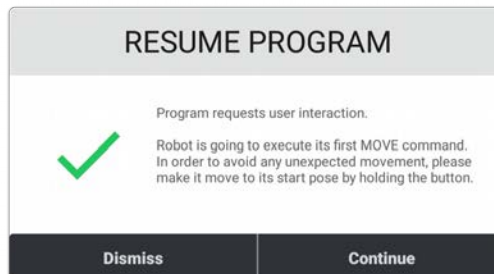 RESUME PROGRAM
Program requests user interaction.
Robot is going to execute its first MOVE command.
In order to avoid any unexpected movement, please
make it move to its start pose by holding the button.
Dismiss
Continue